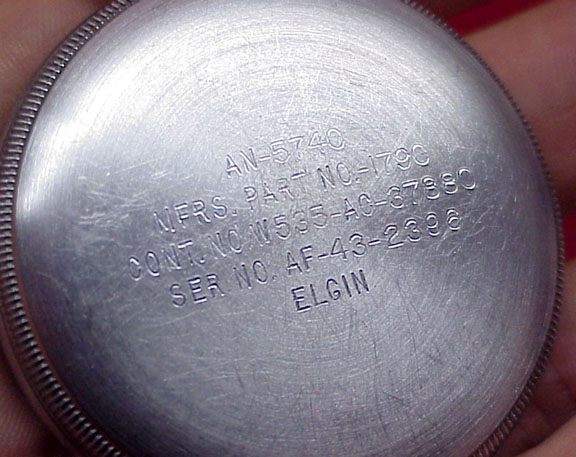 AN-5740
MFRS. PART NO.-1790
CONT. NO. W535-AC-37880
SER NO. AF-43-2396
ELGIN